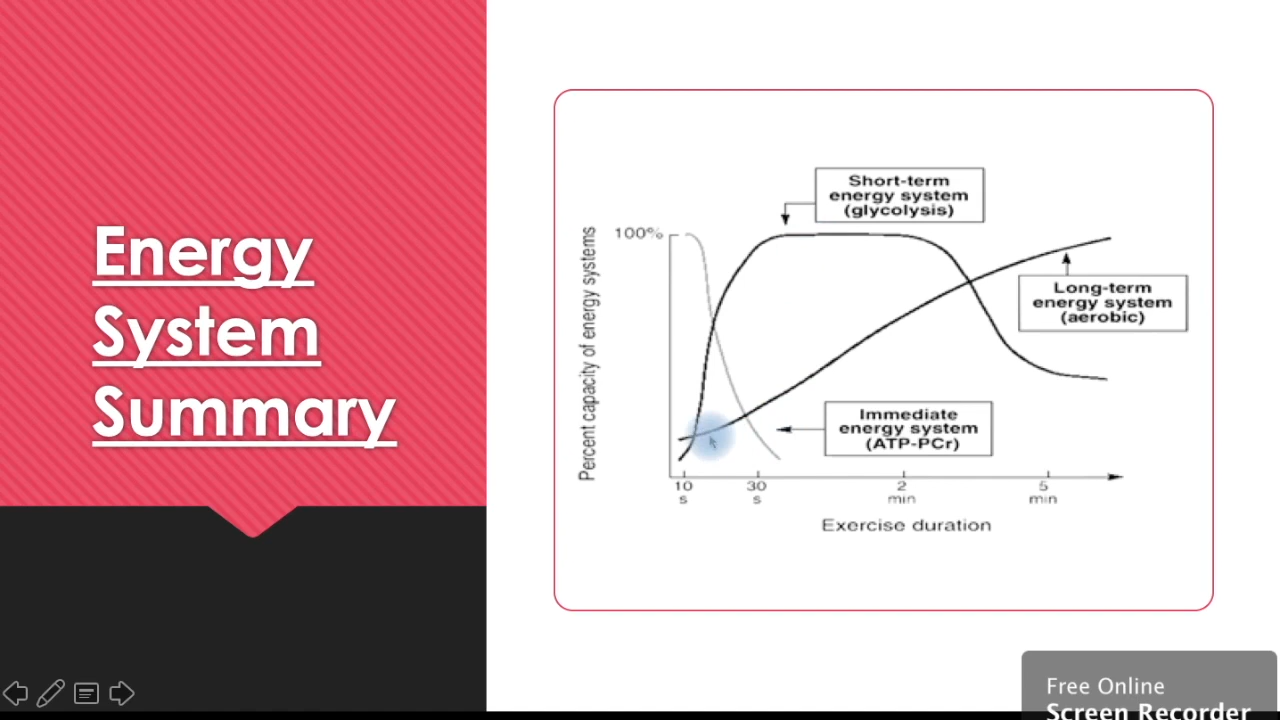 Energy
System
Summary
Short-term
energy system
(glycolysis)
100%
Percent capacity of energy systems
Long-term
energy system
(aerobic)
Immediate
energy system
(ATP-PCr)
10 30 2 5
s s min min
Exercise duration
Free Online
Screen Recorder